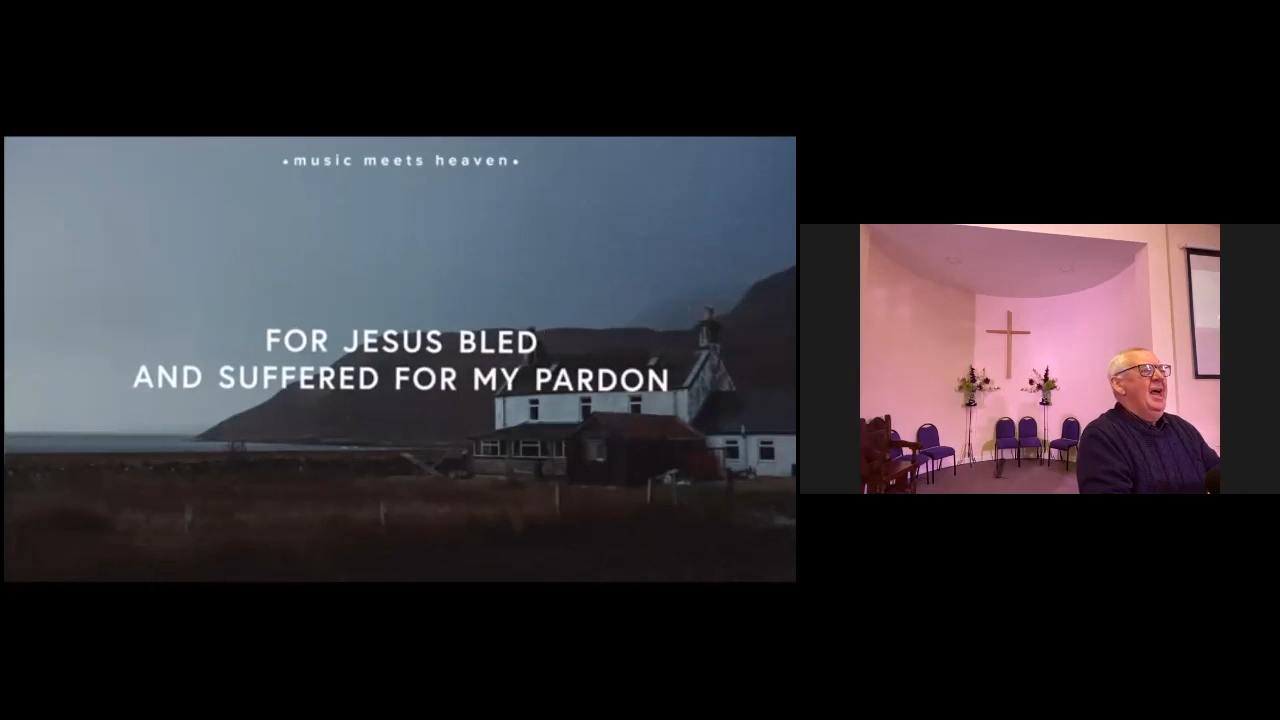 •music meets heaven•
FOR JESUS BLED
AND SUFFERED FOR MY PARDON